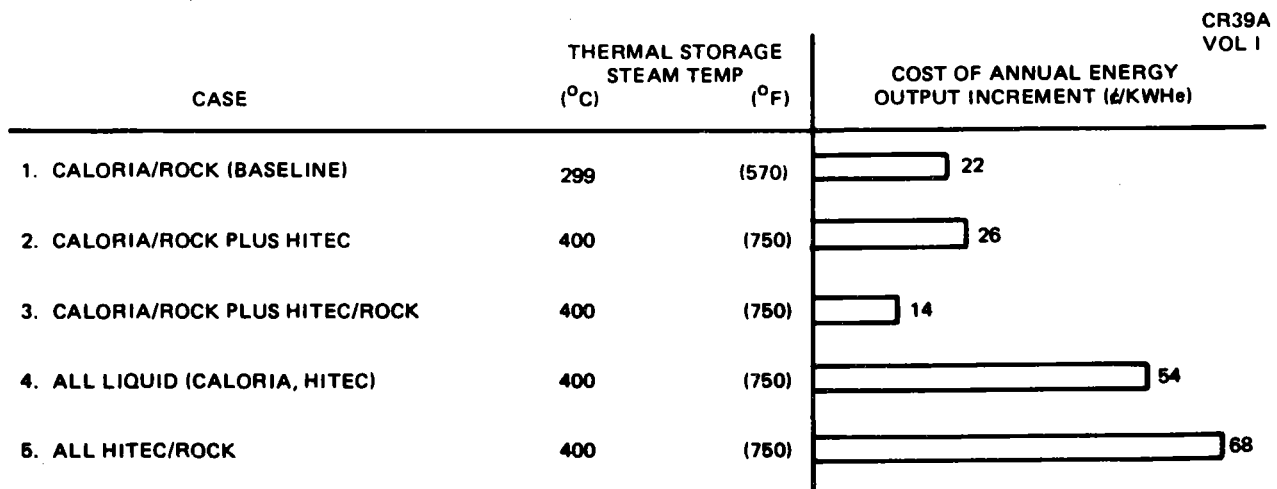 CR39A
VOL I
THERMAL STORAGE
STEAM TEMP
CASE (°C) (°F)
COST OF ANNUAL ENERGY
OUTPUT INCREMENT (¢/KWHe)
1. CALORIA/ROCK (BASELINE) 299 (570) 22
2. CALORIA/ROCK PLUS HITEC 400 (750) 26
3. CALORIA/ROCK PLUS HITEC/ROCK 400 (750) 14
4. ALL LIQUID (CALORIA, HITEC) 400 (750) 54
5. ALL HITEC/ROCK 400 (750) 68